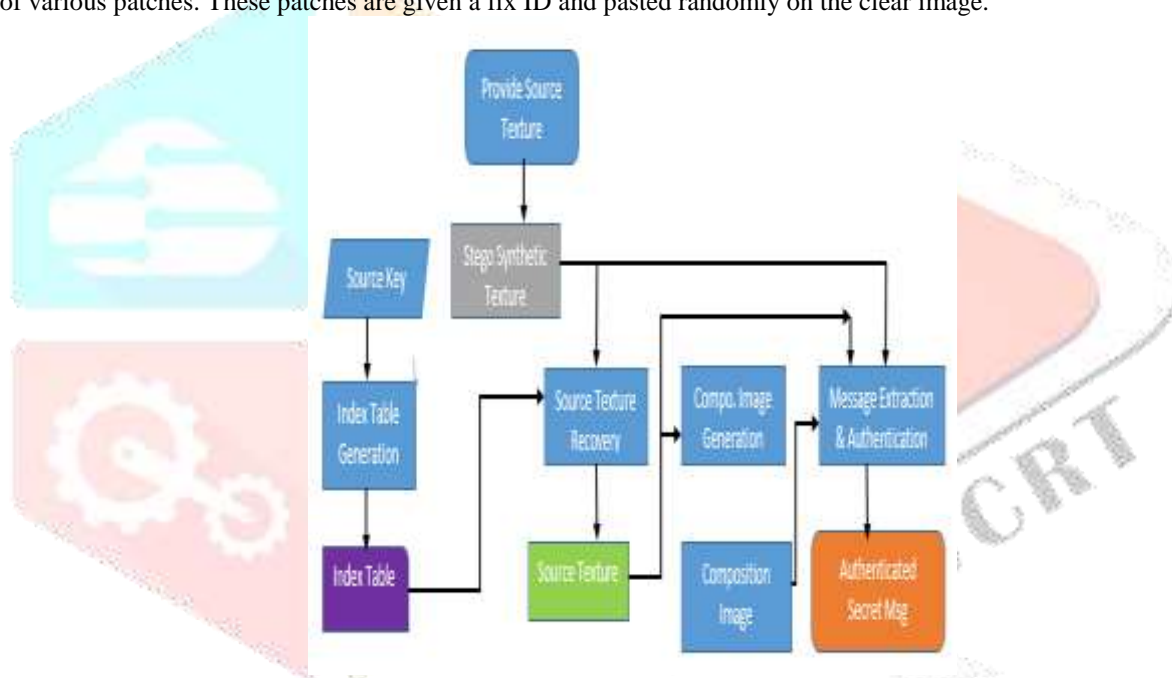 of various patches. These patches are given a fix ID and pasted randomly on the clear image.
Provide Source
Texture
Stego Synthetic
Texture
Source Key
Index Table
Generation
Source Texture
Recovery
Compo. Image
Generation
Message Extraction
& Authentication
Index Table
Source Texture
Composition
Image
Authenticated
Secret Msg
CRT